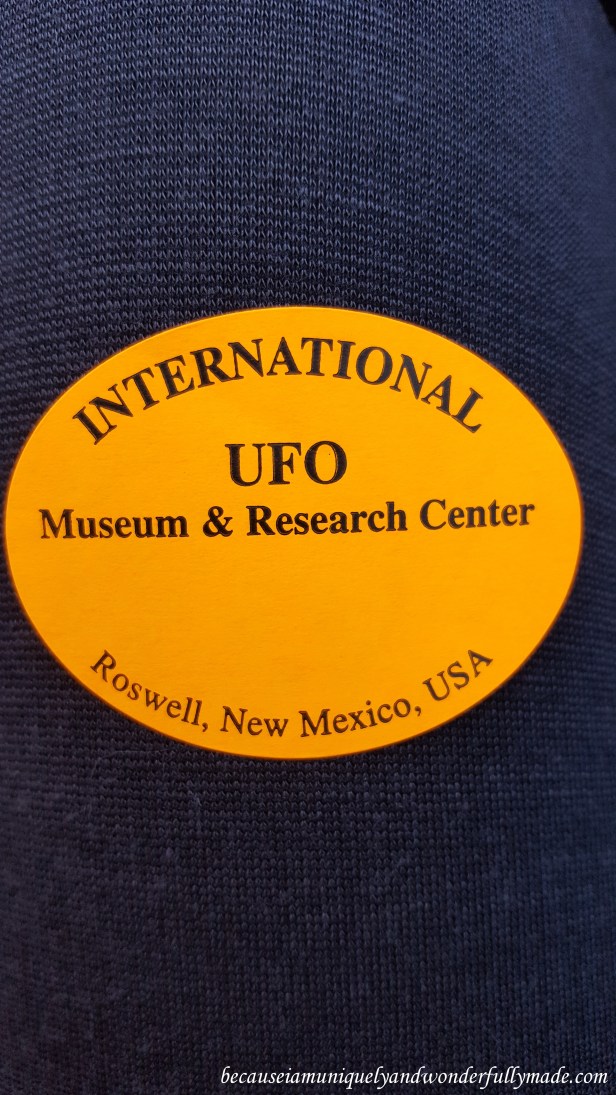 INTERNATIONAL
UFO
Museum & Research Center
Roswell, New Mexico, USA
becauseiamuniquelyandwonderfullymade.com